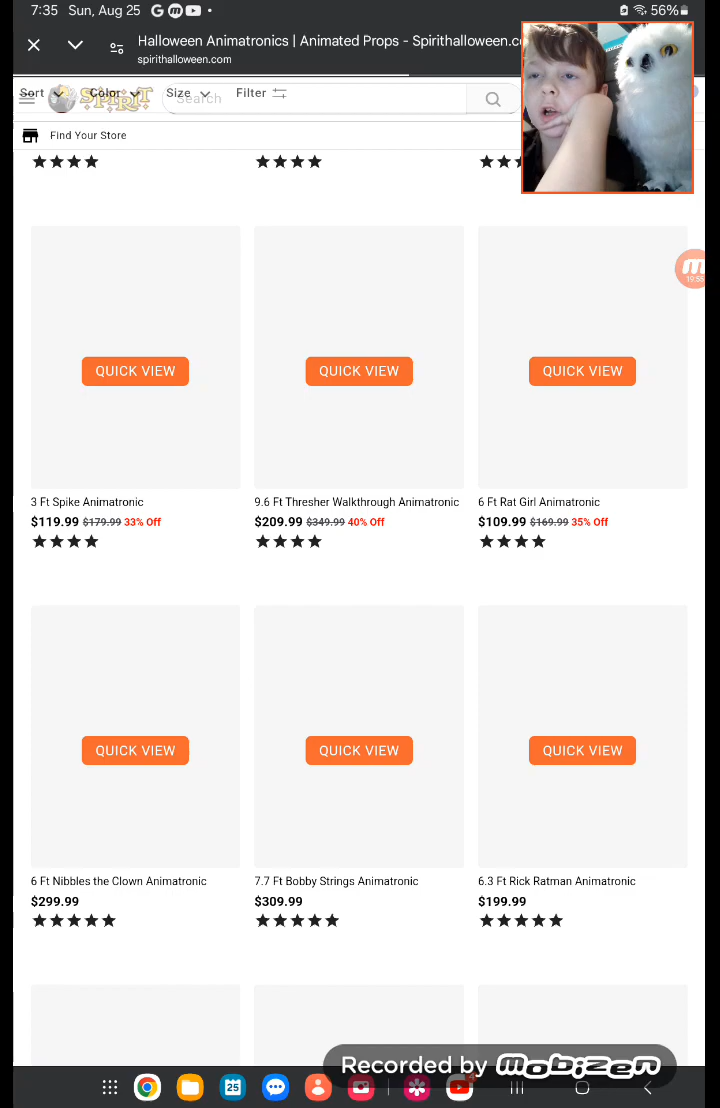 7:35 Sun, Aug 25 G 56%
Halloween Animatronics | Animated Props - Spirithalloween.c
spirithalloween.com
Sort Color Size Filter
SPIRIT Search
Find Your Store
19:55
QUICK VIEW QUICK VIEW QUICK VIEW
3 Ft Spike Animatronic 9.6 Ft Thresher Walkthrough Animatronic 6 Ft Rat Girl Animatronic
$119.99 $179.99 33% Off $209.99 $349.99 40% Off $109.99 $169.99 35% Off
QUICK VIEW QUICK VIEW QUICK VIEW
6 Ft Nibbles the Clown Animatronic 7.7 Ft Bobby Strings Animatronic 6.3 Ft Rick Ratman Animatronic
$299.99 $309.99 $199.99
Recorded by Mobizen
25